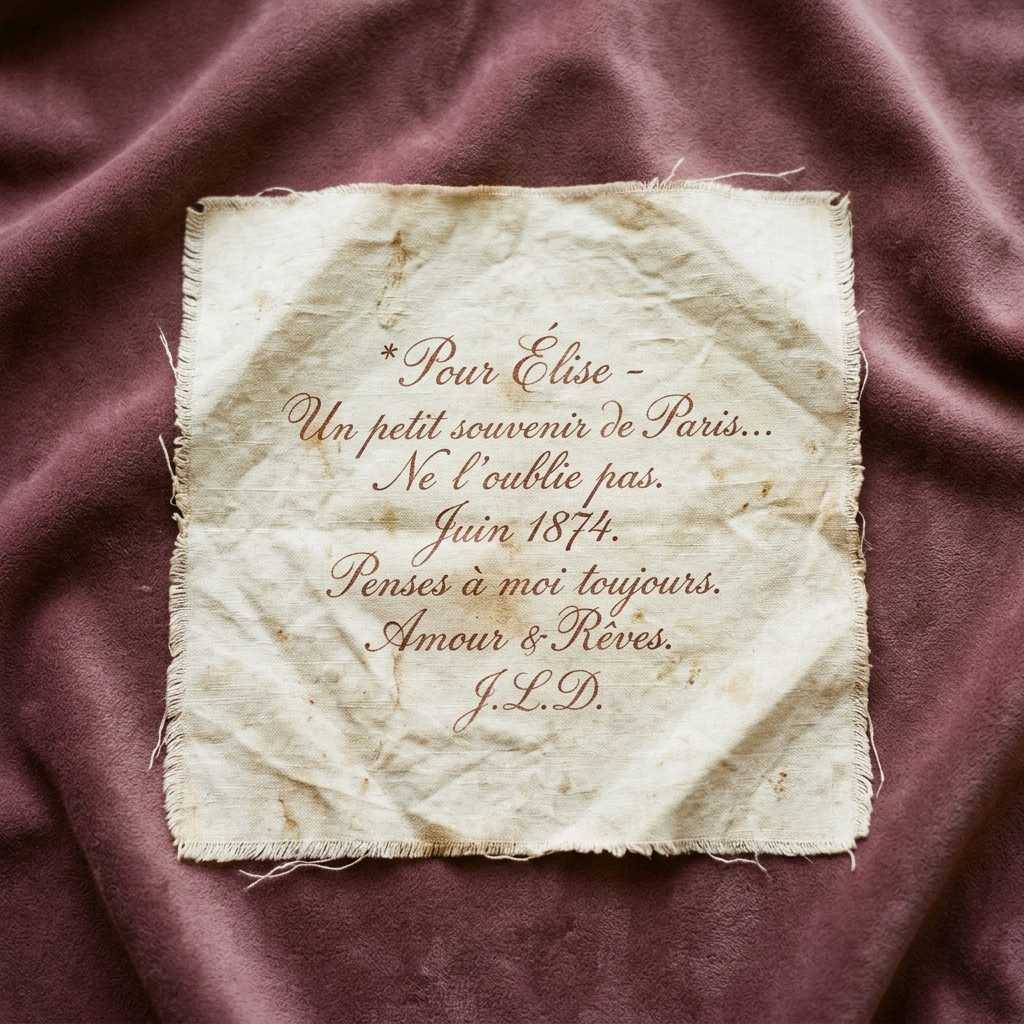 *Pour Élise -
Un petit souvenir de Paris...
Ne l'oublie pas.
Juin 1874.
Penses à moi toujours.
Amour & Rêves.
J.L.D.